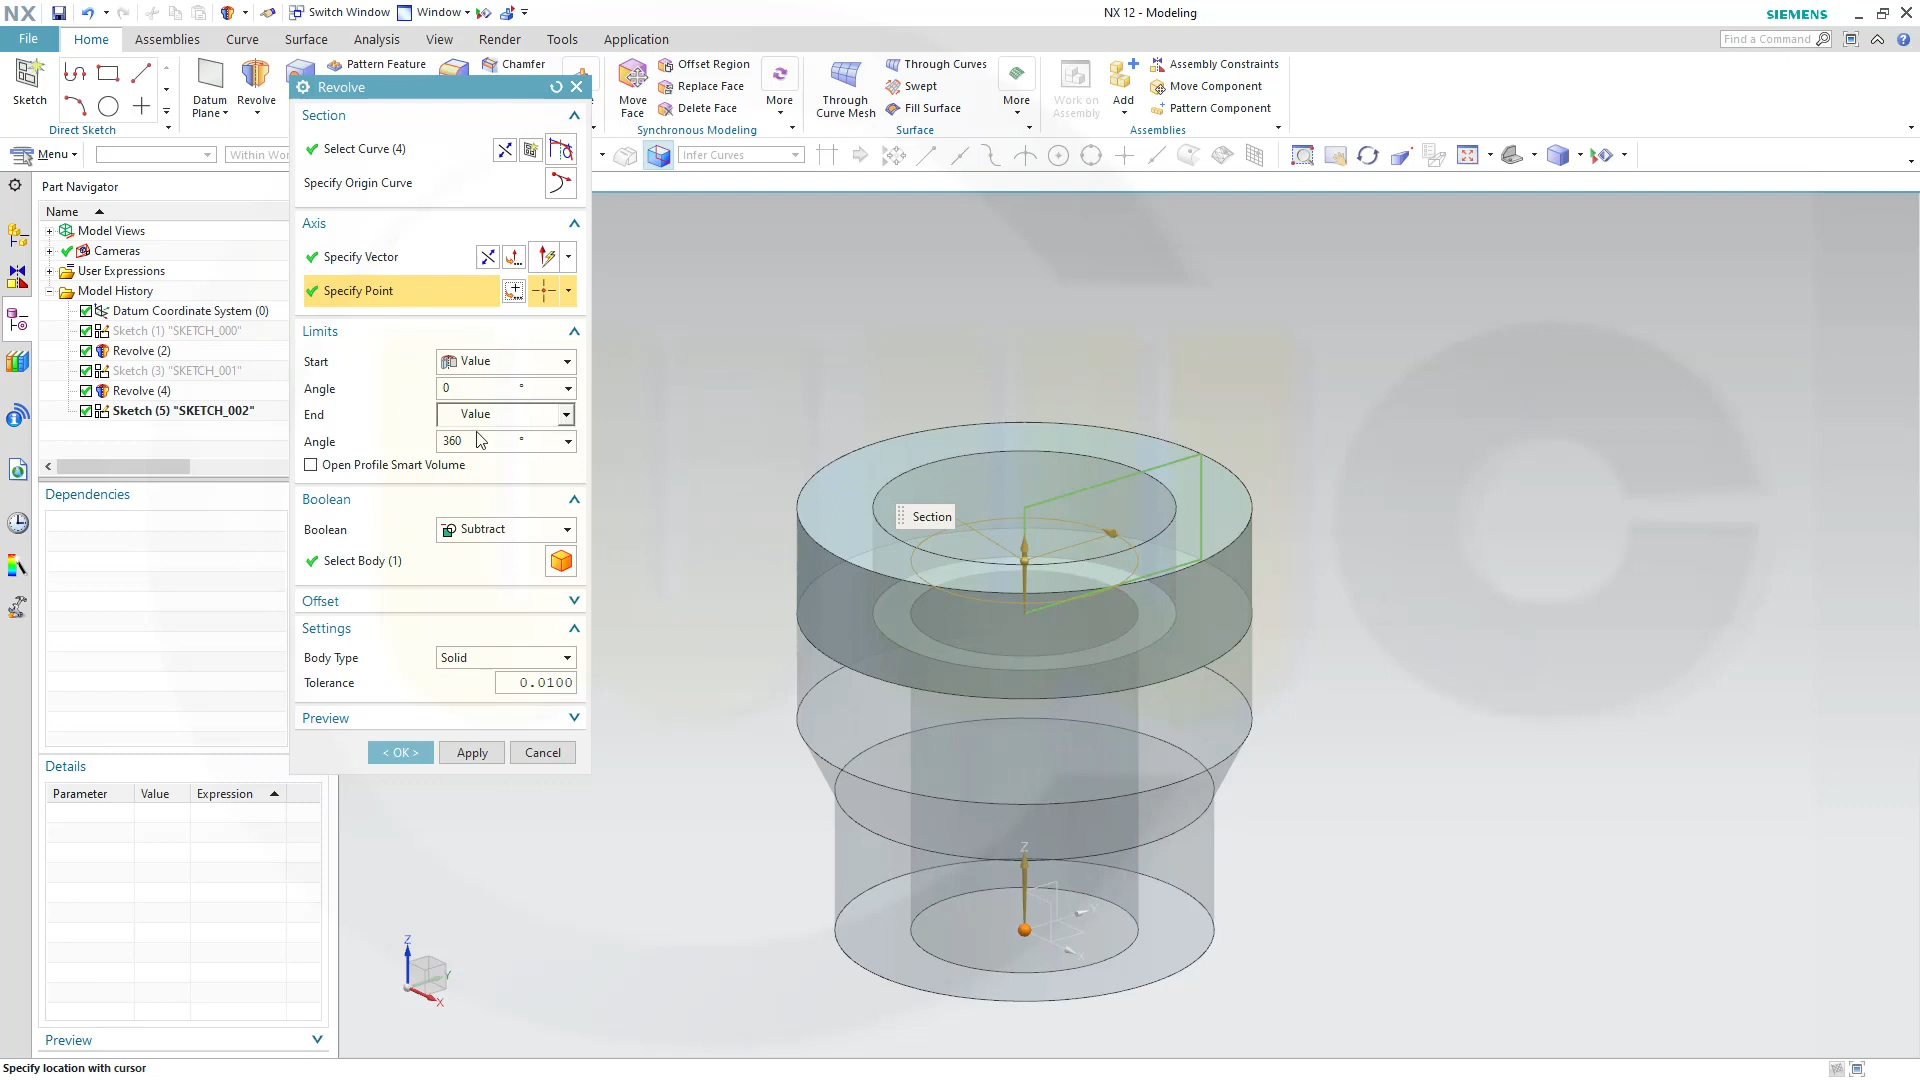 NX Switch Window Window NX 12 - Modeling SIEMENS
File Home Assemblies Curve Surface Analysis View Render Tools Application Find a Command
Pattern Feature Chamfer Offset Region Through Curves Assembly Constraints
Replace Face Swept Move Component
Sketch Datum Plane Revolve Move Face Delete Face More Through Curve Mesh Fill Surface More Work on Assembly Add Pattern Component
Direct Sketch Synchronous Modeling Surface Assemblies
Menu Within Wor Infer Curves
Part Navigator
Name
Model Views
Cameras
User Expressions
Model History
Datum Coordinate System (0)
Sketch (1) "SKETCH_000"
Revolve (2)
Sketch (3) "SKETCH_001"
Revolve (4)
Sketch (5) "SKETCH_002"
Dependencies
Details
Parameter Value Expression
Preview
Revolve
Section
Select Curve (4)
Specify Origin Curve
Axis
Specify Vector
Specify Point
Limits
Start Value
Angle 0 °
End Value
Angle 360 °
Open Profile Smart Volume
Boolean
Boolean Subtract
Select Body (1)
Offset
Settings
Body Type Solid
Tolerance 0.0100
Preview
< OK > Apply Cancel
Section
Z
Z
Y
X
Specify location with cursor